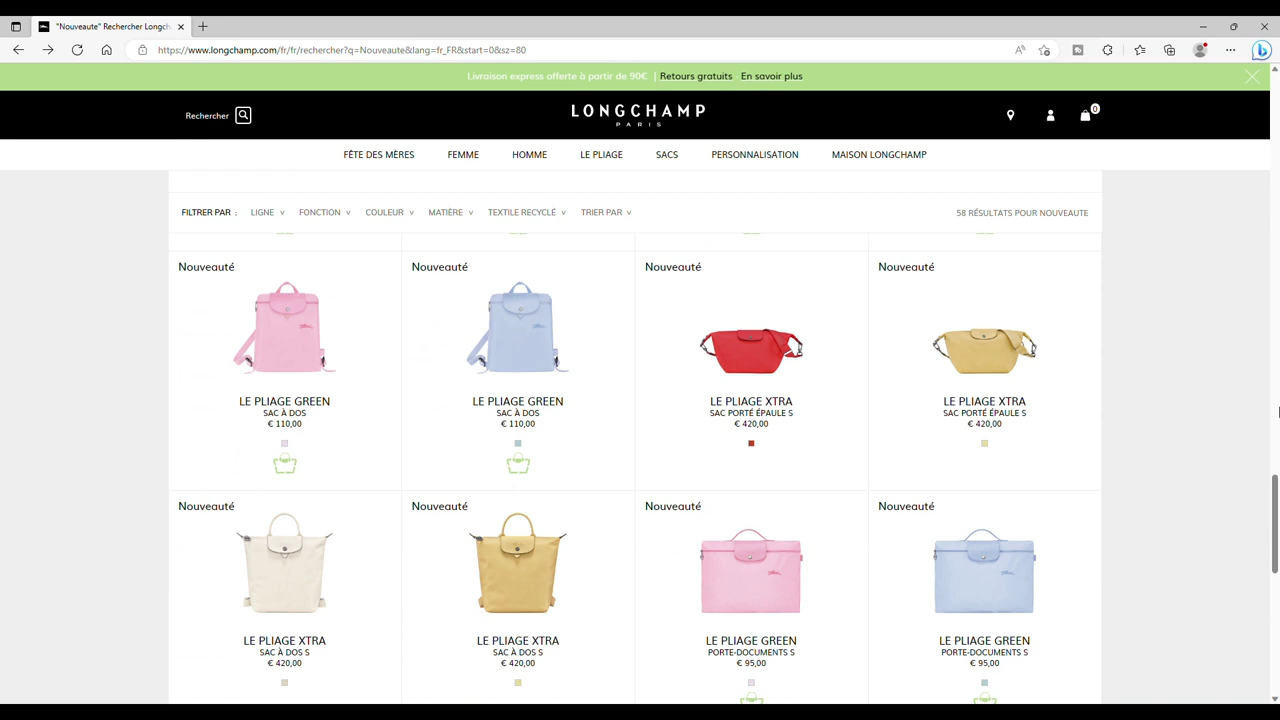 "Nouveaute" Rechercher Longch
https://www.longchamp.com/fr/fr/rechercher?q=Nouveaute&lang=fr_FR&start=0&sz=80
Livraison express offerte à partir de 90€ | Retours gratuits En savoir plus
Rechercher
LONGCHAMP
PARIS
0
FÊTE DES MÈRES FEMME HOMME LE PLIAGE SACS PERSONNALISATION MAISON LONGCHAMP
FILTRER PAR : LIGNE FONCTION COULEUR MATIÈRE TEXTILE RECYCLÉ TRIER PAR 58 RÉSULTATS POUR NOUVEAUTE
Nouveauté Nouveauté Nouveauté Nouveauté
LE PLIAGE GREEN LE PLIAGE GREEN LE PLIAGE XTRA LE PLIAGE XTRA
SAC À DOS SAC À DOS SAC PORTÉ ÉPAULE S SAC PORTÉ ÉPAULE S
€ 110,00 € 110,00 € 420,00 € 420,00
Nouveauté Nouveauté Nouveauté Nouveauté
LE PLIAGE XTRA LE PLIAGE XTRA LE PLIAGE GREEN LE PLIAGE GREEN
SAC À DOS S SAC À DOS S PORTE-DOCUMENTS S PORTE-DOCUMENTS S
€ 420,00 € 420,00 € 95,00 € 95,00